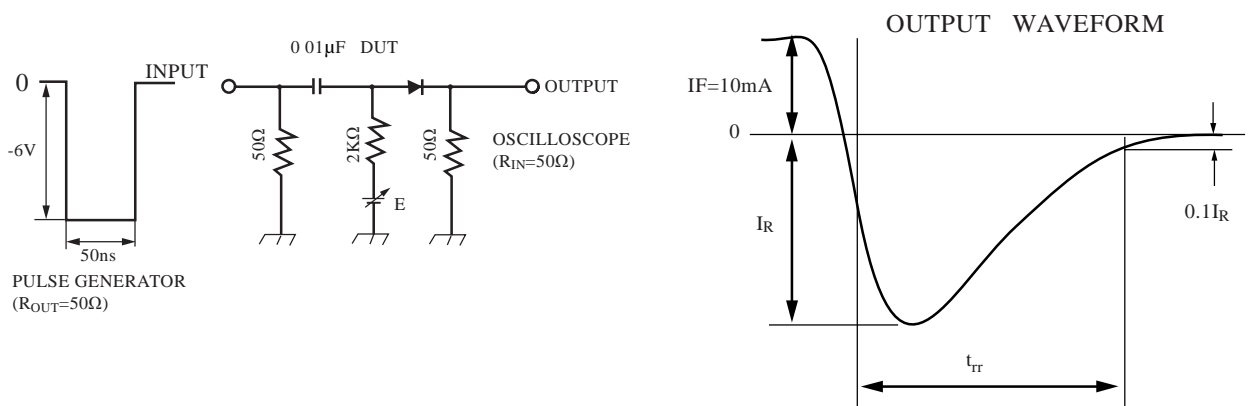 OUTPUT WAVEFORM
0 01μF DUT
0
INPUT
OUTPUT
-6V
50Ω
2KΩ
50Ω
OSCILLOSCOPE
(RIN=50Ω)
E
50ns
PULSE GENERATOR
(ROUT=50Ω)
IF=10mA
0
IR
0.1IR
trr